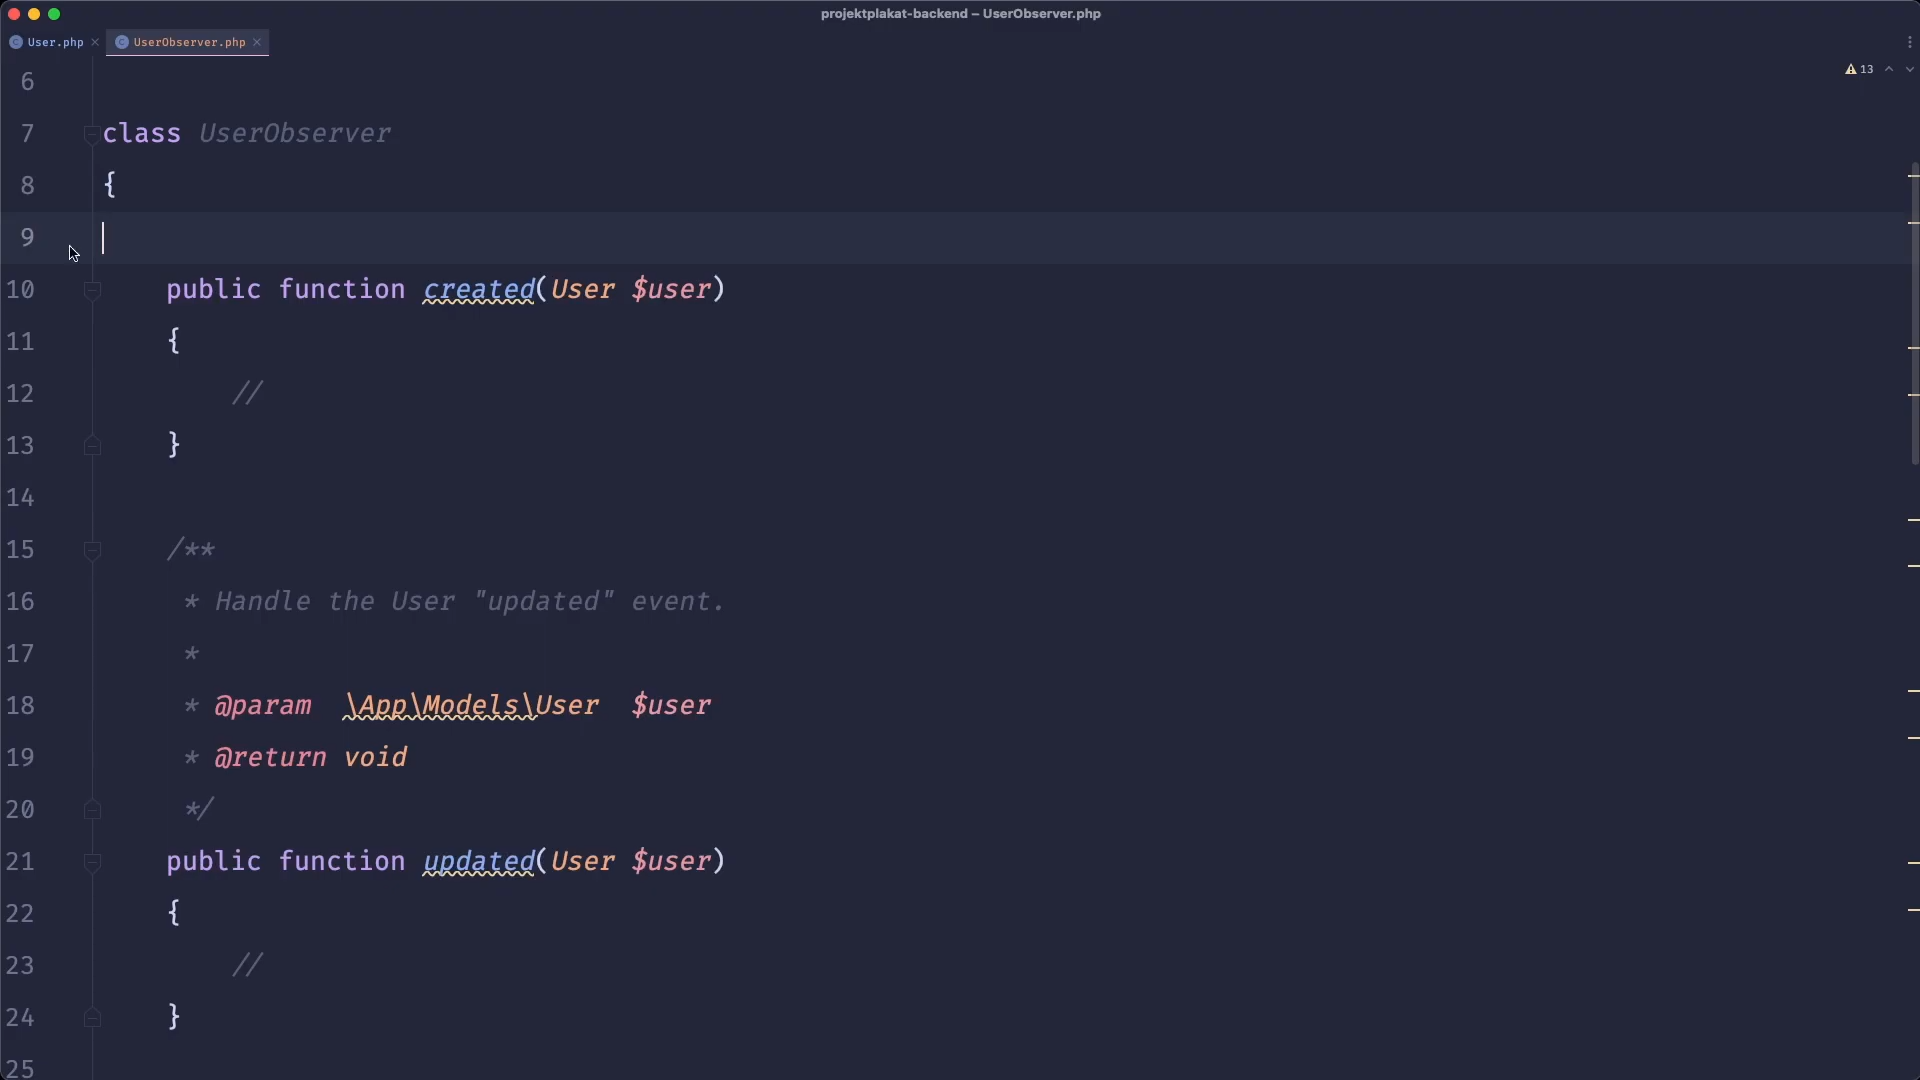 projektplakat-backend – UserObserver.php
User.php
UserObserver.php
13
6
7 class UserObserver
8 {
9
10 public function created(User $user)
11 {
12 //
13 }
14
15 /**
16 * Handle the User "updated" event.
17 *
18 * @param  \App\Models\User  $user
19 * @return void
20 */
21 public function updated(User $user)
22 {
23 //
24 }
25